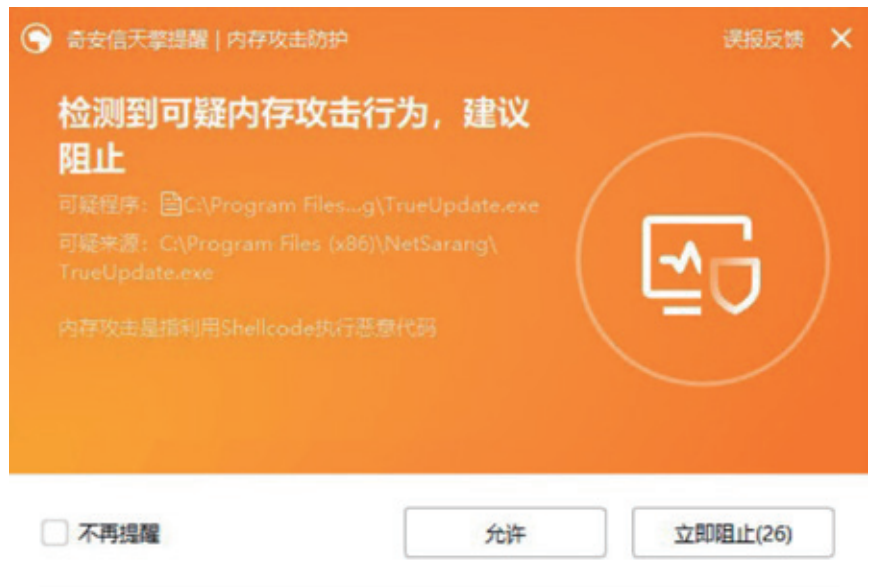 奇安信天擎提醒 | 内存攻击防护
误报反馈
检测到可疑内存攻击行为，建议
阻止
可疑程序：C:\Program Files...g\TrueUpdate.exe
可疑来源：C:\Program Files (x86)\NetSarang\
TrueUpdate.exe
内存攻击是指利用Shellcode执行恶意代码
不再提醒
允许
立即阻止(26)